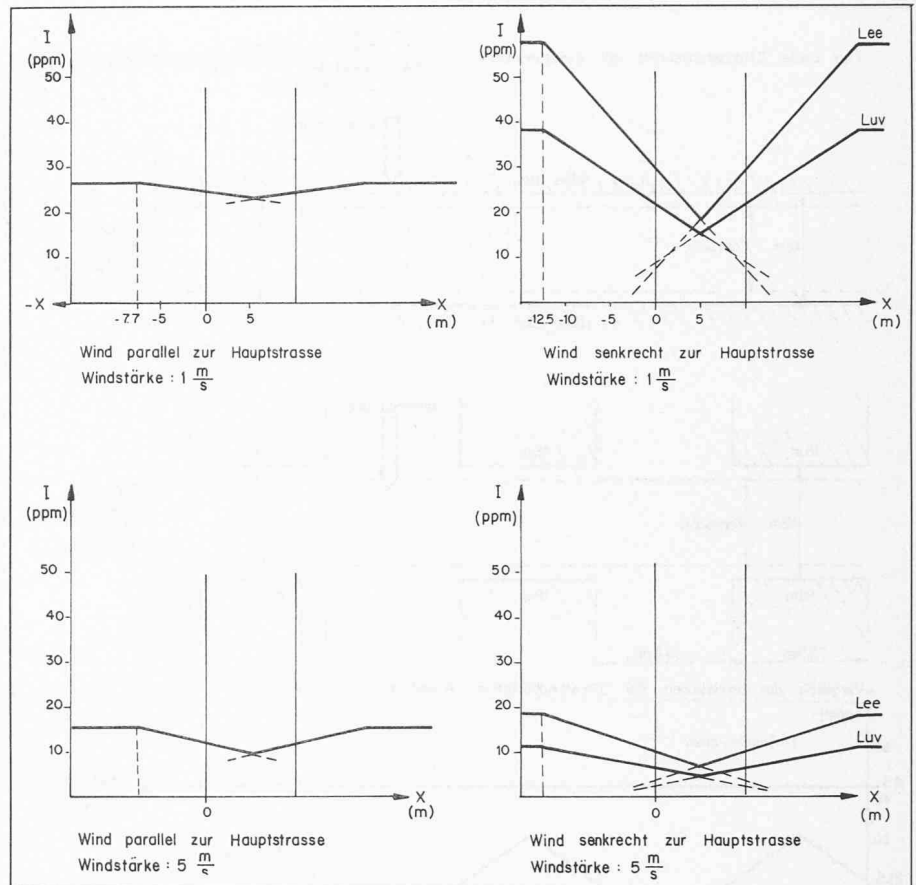 I
(ppm)
50
40
30
20
10
-X
-7.7
-5
0
5
X
(m)
Wind parallel zur Hauptstrasse
Windstärke : 1 m/s
I
(ppm)
50
40
30
20
10
Lee
Luv
-12.5
-10
-5
0
5
X
(m)
Wind senkrecht zur Hauptstrasse
Windstärke : 1 m/s
I
(ppm)
50
40
30
20
10
0
X
(m)
Wind parallel zur Hauptstrasse
Windstärke : 5 m/s
I
(ppm)
50
40
30
20
10
Lee
Luv
0
X
(m)
Wind senkrecht zur Hauptstrasse
Windstärke : 5 m/s